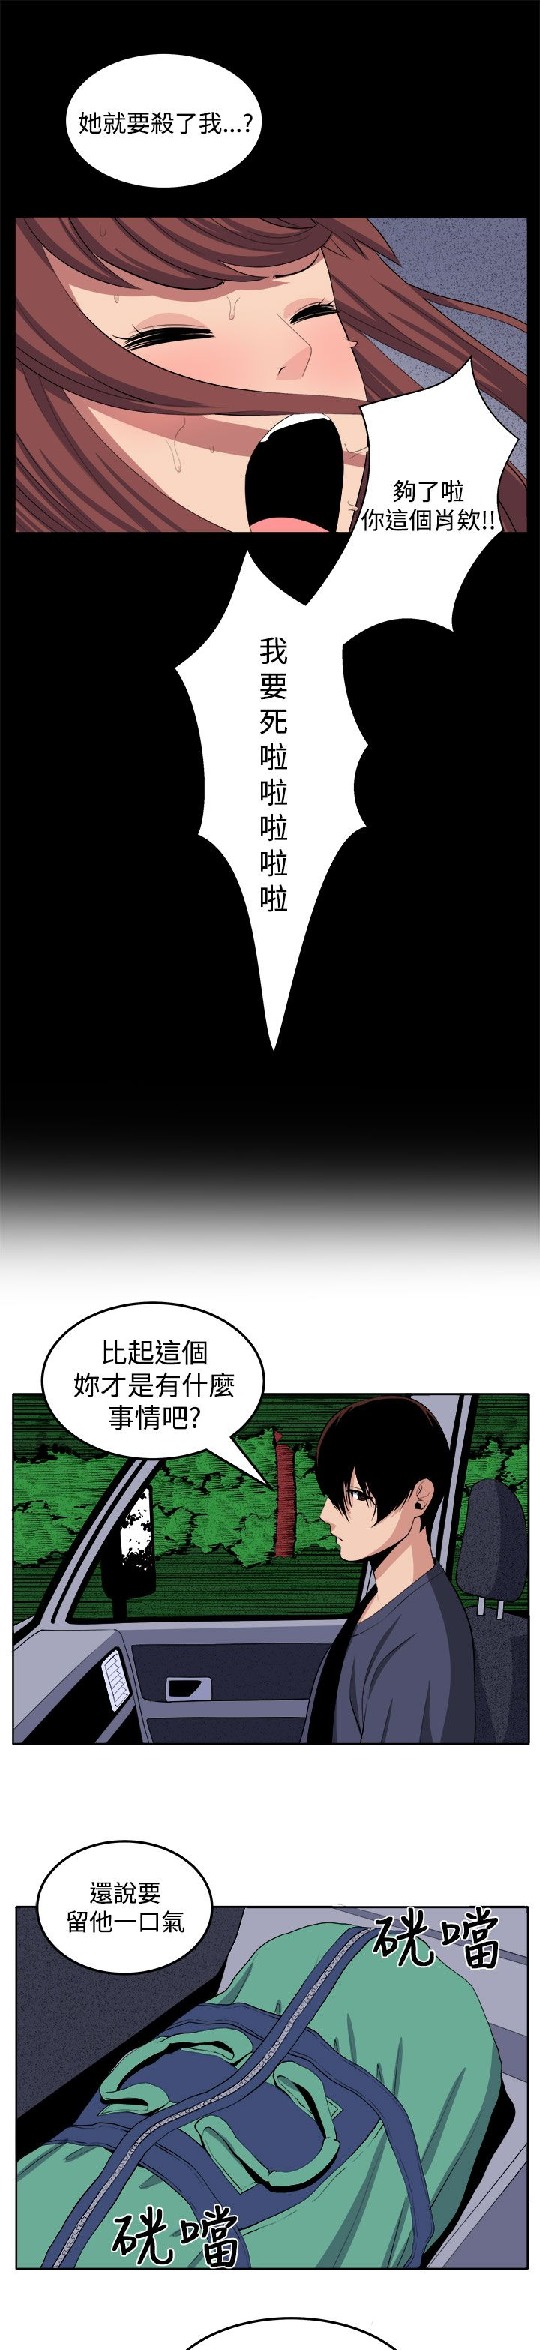 她就要殺了我...?
夠了啦
你這個肖欸!!
我要死啦啦啦啦啦
比起這個
妳才是有什麼
事情吧?
還說要
留他一口氣
硄噹
硄噹